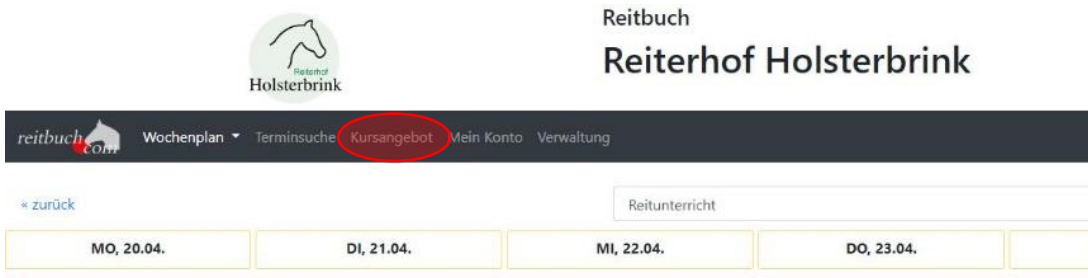 Reitbuch
Reiterhof Holsterbrink
Reiterhof
Holsterbrink
reitbuch.com Wochenplan Terminsuche Kursangebot Mein Konto Verwaltung
« zurück Reitunterricht
MO, 20.04. DI, 21.04. MI, 22.04. DO, 23.04.